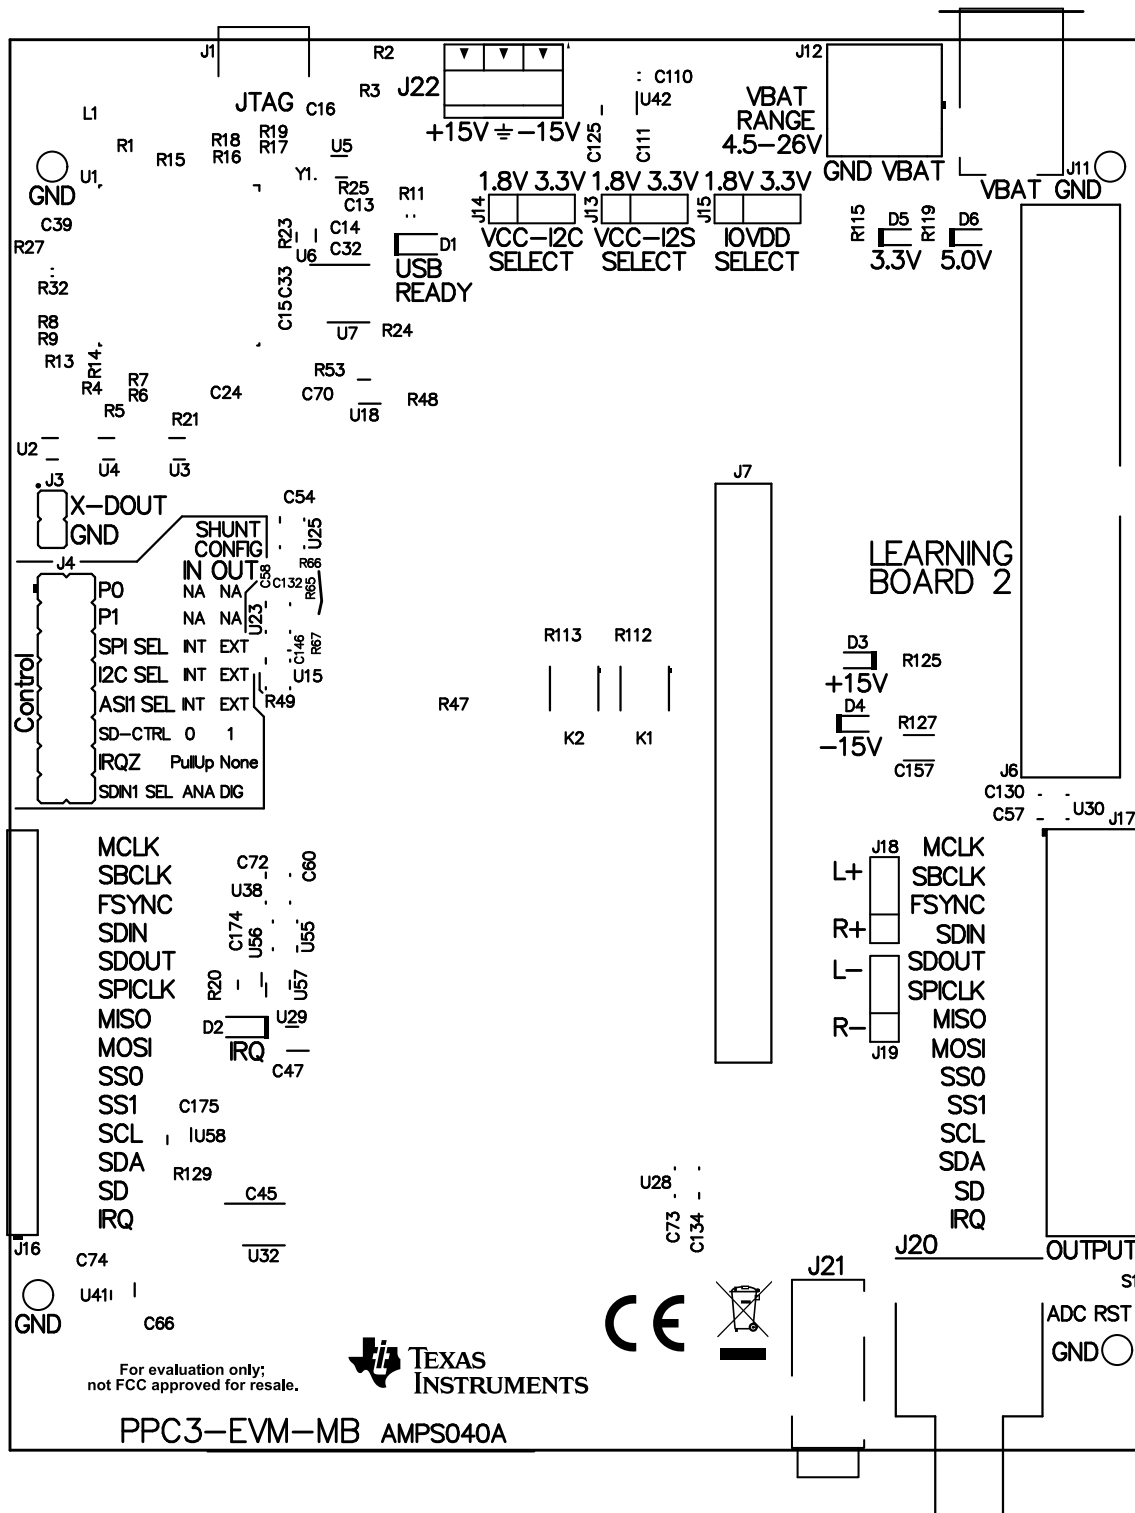 J1
R2
R3
J22
JTAG
C16
+15V
-15V
C110
U42
C125
C111
J12
VBAT
RANGE
4.5-26V
GND VBAT
J11
VBAT GND
L1
R1
R15
R18
R16
R19
R17
U5
Y1.
R25
C13
R11
U1
GND
C39
R27
R32
R8
R9
R13
R14
R4
R7
R6
R5
R21
C24
R23
U6
C14
C32
C33
C15
U7
R24
R53
C70
U18
R48
D1
USB
READY
1.8V 3.3V
J14
VCC-I2C
SELECT
1.8V 3.3V
J13
VCC-I2S
SELECT
1.8V 3.3V
J15
IOVDD
SELECT
R115
D5
3.3V
R119
D6
5.0V
U2
U4
U3
J3
X-DOUT
GND
J4
Control
SHUNT
CONFIG
IN OUT
P0 NA NA
P1 NA NA
SPI SEL INT EXT
I2C SEL INT EXT
ASI1 SEL INT EXT
SD-CTRL 0 1
IRQZ PullUp None
SDIN1 SEL ANA DIG
C54
U25
C58
C132
R66
R65
U23
C146
R67
U15
R49
R47
R113
R112
K2
K1
J7
LEARNING
BOARD 2
D3
+15V
R125
D4
-15V
R127
C157
J6
C130
C57
U30
J17
MCLK
SBCLK
FSYNC
SDIN
SDOUT
SPICLK
MISO
MOSI
SS0
SS1
SCL
SDA
SD
IRQ
J16
C72
C60
U38
C174
U56
U55
R20
U57
D2
IRQ
U29
C47
C175
U58
R129
C45
U32
C74
U41
C66
GND
J18
L+
R+
L-
R-
J19
MCLK
SBCLK
FSYNC
SDIN
SDOUT
SPICLK
MISO
MOSI
SS0
SS1
SCL
SDA
SD
IRQ
U28
C73
C134
J20
OUTPUT
S1
ADC RST
GND
J21
CE
For evaluation only;
not FCC approved for resale.
TEXAS
INSTRUMENTS
PPC3-EVM-MB AMPS040A